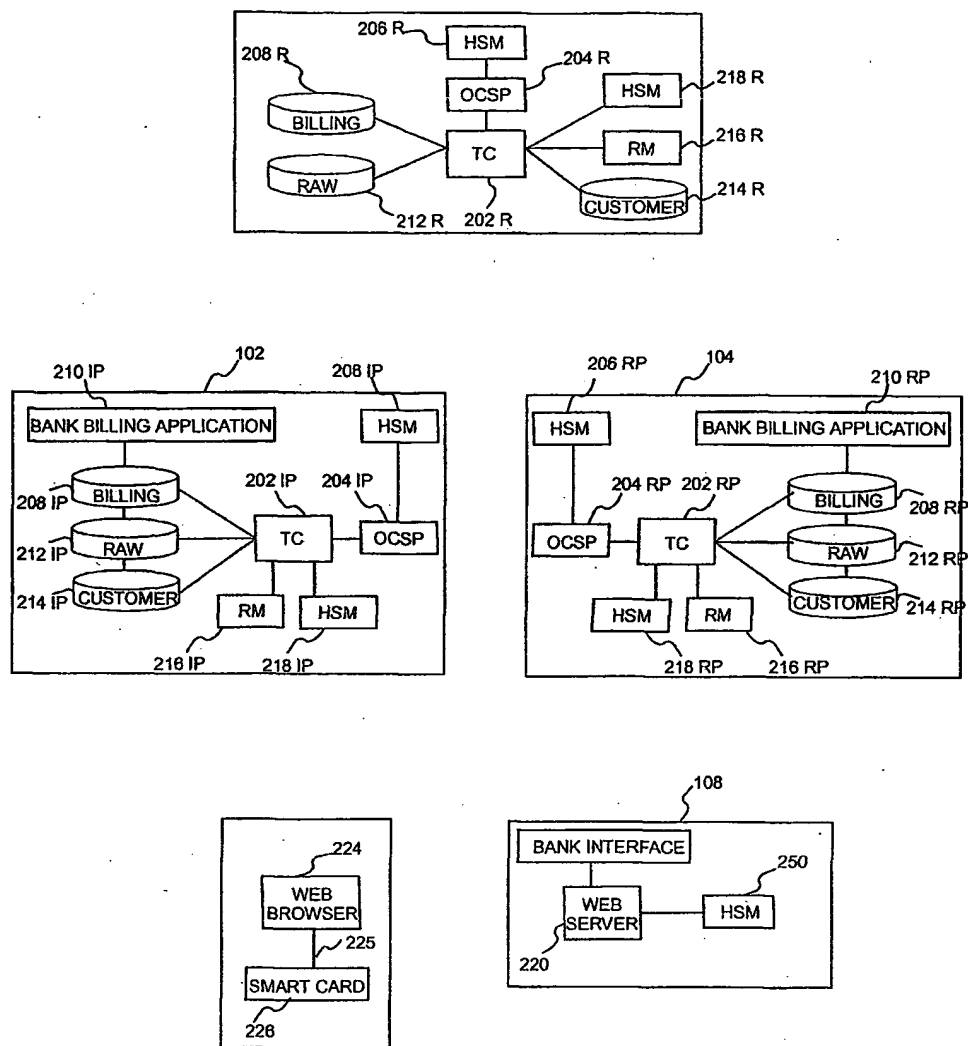 206 R
HSM
208 R
204 R
218 R
OCSP
HSM
BILLING
216 R
TC
RM
RAW
214 R
CUSTOMER
212 R
202 R
102
210 IP
208 IP
BANK BILLING APPLICATION
HSM
202 IP
204 IP
208 IP
BILLING
212 IP
RAW
TC
OCSP
214 IP
CUSTOMER
RM
HSM
216 IP
218 IP
206 RP
104
210 RP
HSM
BANK BILLING APPLICATION
204 RP
202 RP
BILLING
208 RP
OCSP
TC
RAW
212 RP
CUSTOMER
214 RP
HSM
RM
218 RP
216 RP
224
WEB
BROWSER
225
SMART CARD
226
108
BANK INTERFACE
250
WEB
SERVER
HSM
220